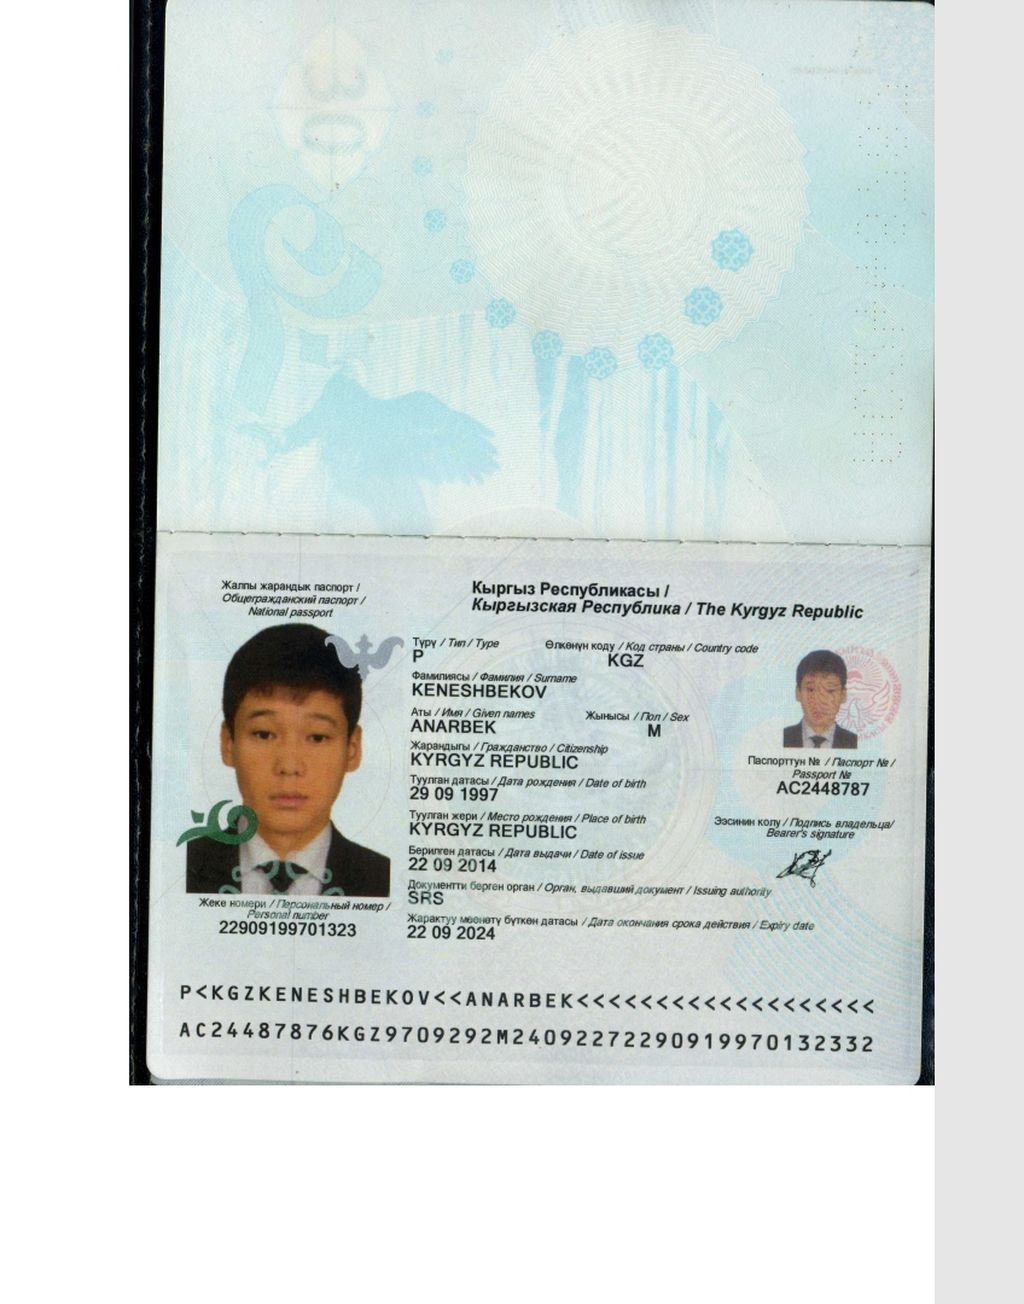 Жалпы жарандык паспорт /
Общегражданский паспорт /
National passport
Кыргыз Республикасы /
Кыргызская Республика / The Kyrgyz Republic
Түрү / Тип / Type
P
Өлкөнүн коду / Код страны / Country code
KGZ
Фамилиясы / Фамилия / Surname
KENESHBEKOV
Аты / Имя / Given names
ANARBEK
Жынысы / Пол / Sex
M
Жарандыгы / Гражданство / Citizenship
KYRGYZ REPUBLIC
Туулган датасы / Дата рождения / Date of birth
29 09 1997
Туулган жери / Место рождения / Place of birth
KYRGYZ REPUBLIC
Берилген датасы / Дата выдачи / Date of issue
22 09 2014
Документти берген орган / Орган, выдавший документ / Issuing authority
SRS
Жарактуу мөөнөтү бүткөн датасы / Дата окончания срока действия / Expiry date
22 09 2024
Паспорттун № / Паспорт № /
Passport №
AC2448787
Ээсинин колу / Подпись владельца/
Bearer's signature
Жеке номери / Персональный номер /
Personal number
22909199701323
P<KGZKENESHBEKOV<<ANARBEK<<<<<<<<<<<<<<<<<<<
AC24487876KGZ9709292M24092272290919970132332